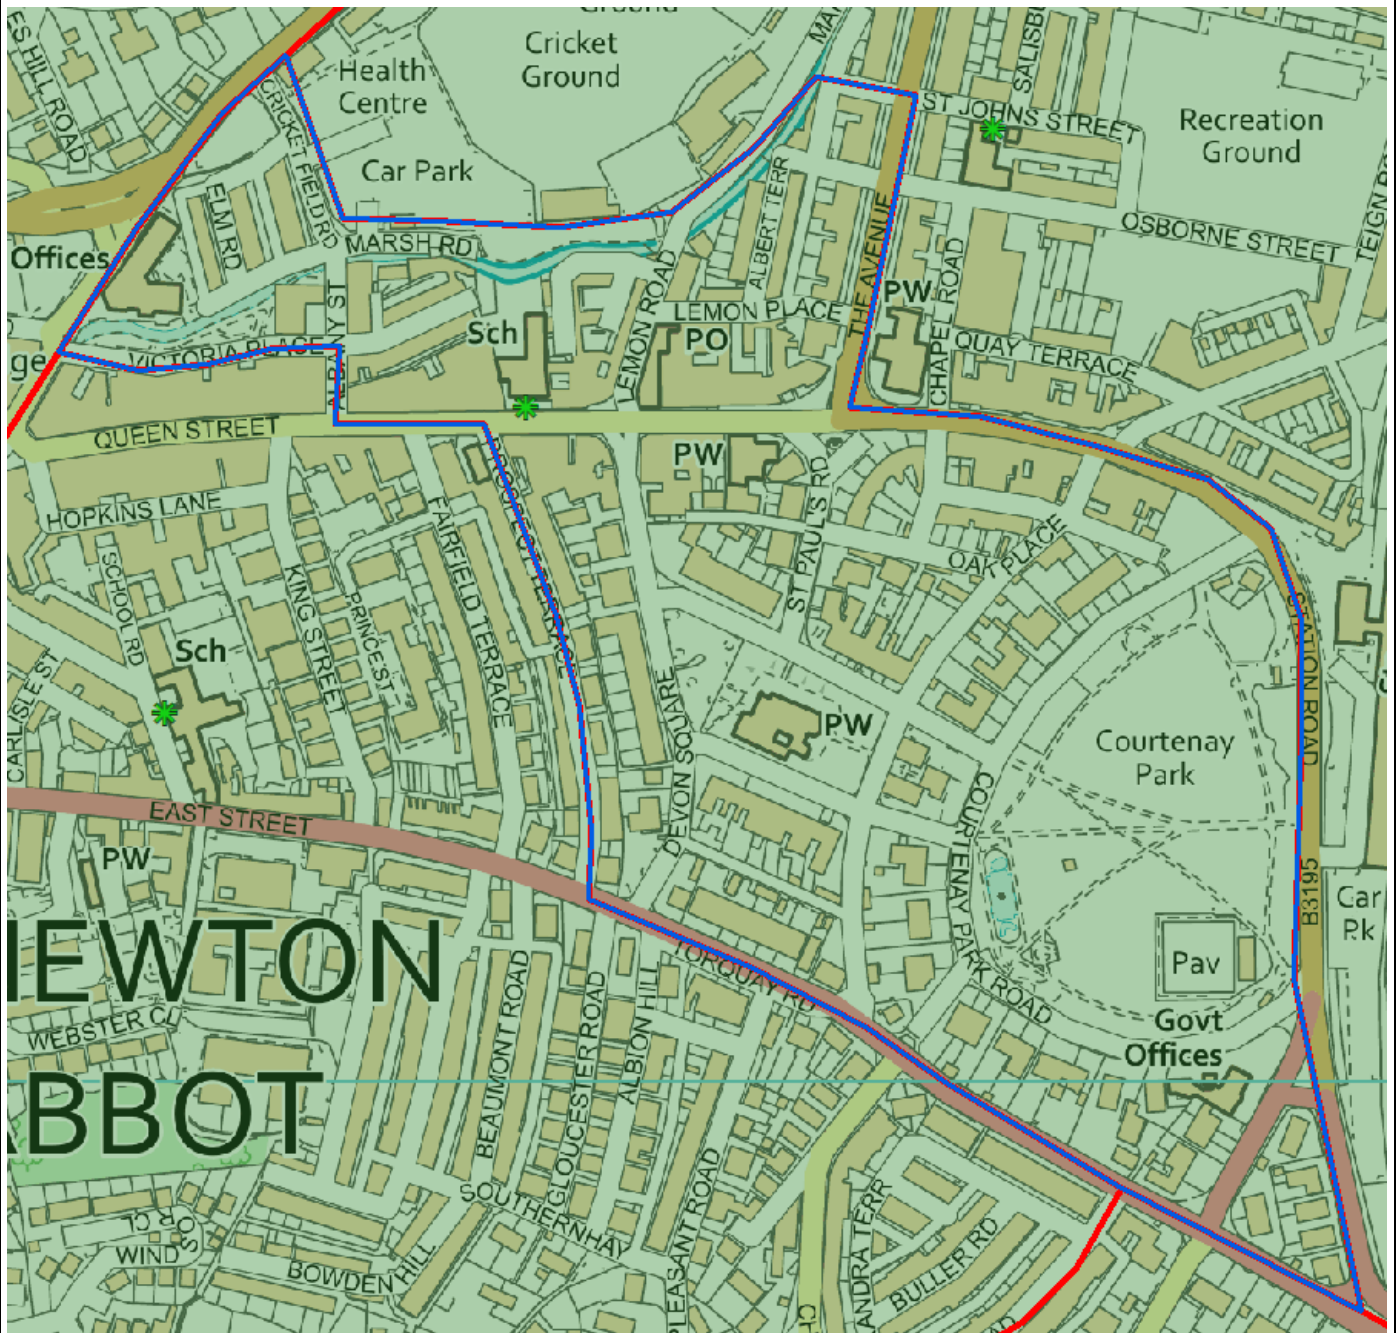 Ground
Cricket
Ground
Health
Centre
Car Park
CRICKET FIELD RD
ELM RD
MARSH RD
Offices
ST JOHNS STREET
Recreation
Ground
OSBORNE STREET
ALBERT TERR
THE AVENUE
PW
CHAPEL ROAD
LEMON PLACE
LEMON ROAD
PO
Sch
VICTORIA PLACE
ALBANY ST
QUAY TERRACE
QUEEN STREET
PW
HOPKINS LANE
SCHOOL RD
KING STREET
PRINCE ST
FAIRFIELD TERRACE
PROSPECT TERRACE
ST PAUL'S RD
OAK PLACE
STATION ROAD
Sch
CARLISLE ST
DEVON SQUARE
PW
Courtenay
Park
COURTENAY PARK ROAD
EAST STREET
PW
B3195
Car
Pk
Pav
Govt
Offices
TORQUAY RD
EWTON
BBOT
WEBSTER CL
BEAUMONT ROAD
GLOUCESTER ROAD
ALBION HILL
SOUTHERNHAY
BOWDEN HILL
PLEASANT ROAD
BULLER RD